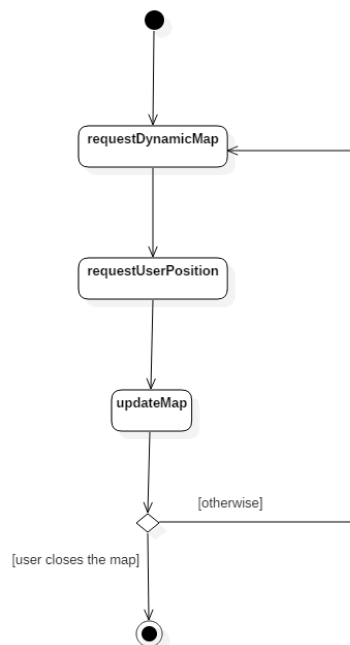 requestDynamicMap
requestUserPosition
updateMap
[otherwise]
[user closes the map]